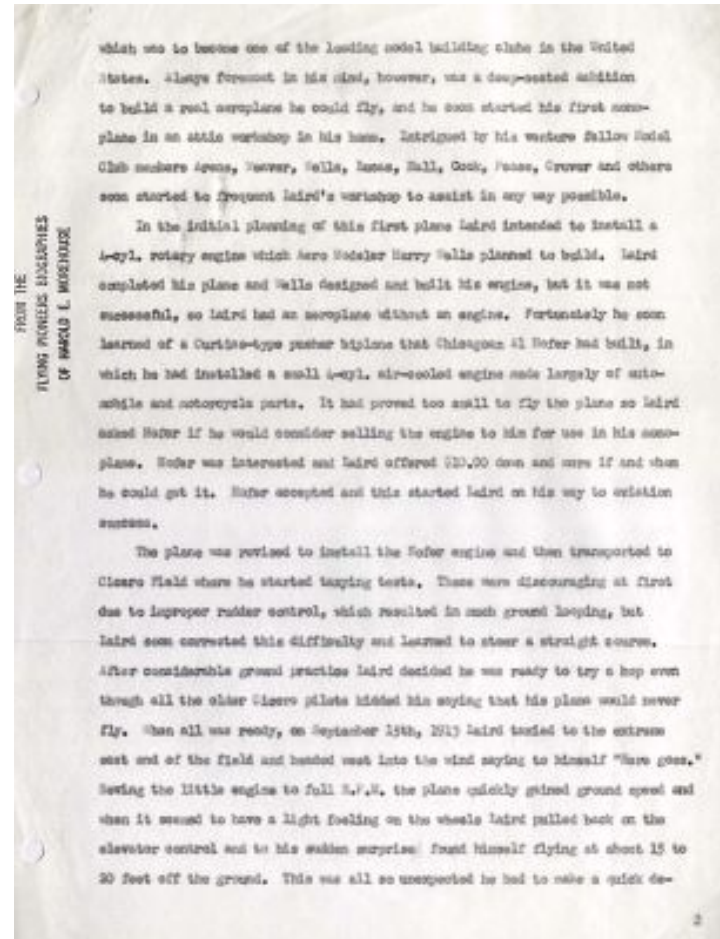 FROM THE
FLYING PIONEERS BIOGRAPHIES
OF HAROLD E. MOREHOUSE
which was to become one of the leading model building clubs in the United
States. Always foremost in his mind, however, was a deep-seated ambition
to build a real aeroplane he could fly, and he soon started his first mono-
plane in an attic workshop in his home. Intrigued by his venture fellow Model
Club members Arens, Weaver, Wells, Lucas, Hall, Cook, Pease, Gruver and others
soon started to frequent Laird's workshop to assist in any way possible.
In the initial planning of this first plane Laird intended to install a
4-cyl. rotary engine which Aero Modeler Harry Wells planned to build. Laird
completed his plane and Wells designed and built his engine, but it was not
successful, so Laird had an aeroplane without an engine. Fortunately he soon
learned of a Curtiss-type pusher biplane that Chicagoan Al Hofer had built, in
which he had installed a small 4-cyl. air-cooled engine made largely of auto-
mobile and motorcycle parts. It had proved too small to fly the plane so Laird
asked Hofer if he would consider selling the engine to him for use in his mono-
plane. Hofer was interested and Laird offered $10.00 down and more if and when
he could get it. Hofer accepted and this started Laird on his way to aviation
success.
The plane was revised to install the Hofer engine and then transported to
Cicero Field where he started taxying tests. These were discouraging at first
due to improper rudder control, which resulted in much ground looping, but
Laird soon corrected this difficulty and learned to steer a straight course.
After considerable ground practice Laird decided he was ready to try a hop even
though all the older Cicero pilots kidded him saying that his plane would never
fly. When all was ready, on September 15th, 1913 Laird taxied to the extreme
east end of the field and headed west into the wind saying to himself "Here goes."
Reving the little engine to full R.P.M. the plane quickly gained ground speed and
when it seemed to have a light feeling on the wheels Laird pulled back on the
elevator control and to his sudden surprise found himself flying at about 15 to
20 feet off the ground. This was all so unexpected he had to make a quick de-
2